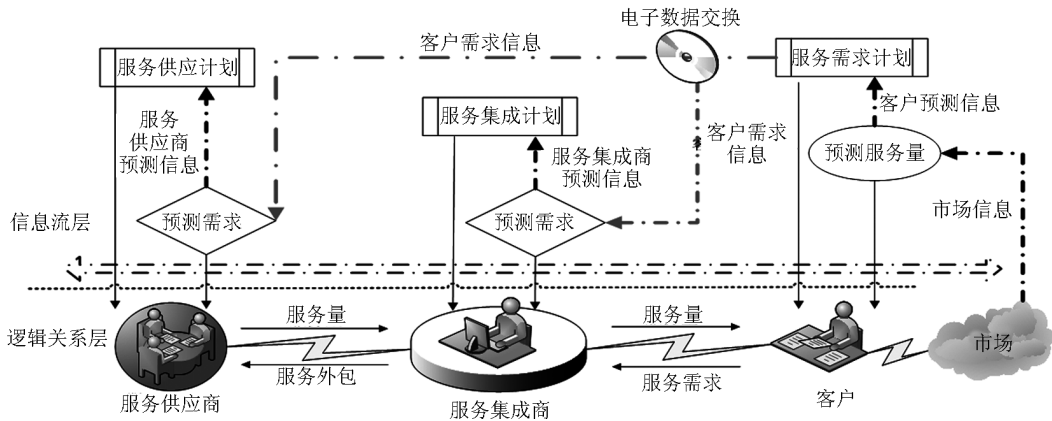 电子数据交换
客户需求信息
服务供应计划
服务需求计划
客户预测信息
服务集成计划
服务
供应商
预测信息
客户需求
信息
服务集成商
预测信息
预测服务量
市场信息
信息流层
预测需求
预测需求
服务量
服务量
逻辑关系层
市场
服务外包
服务需求
服务供应商
服务集成商
客户